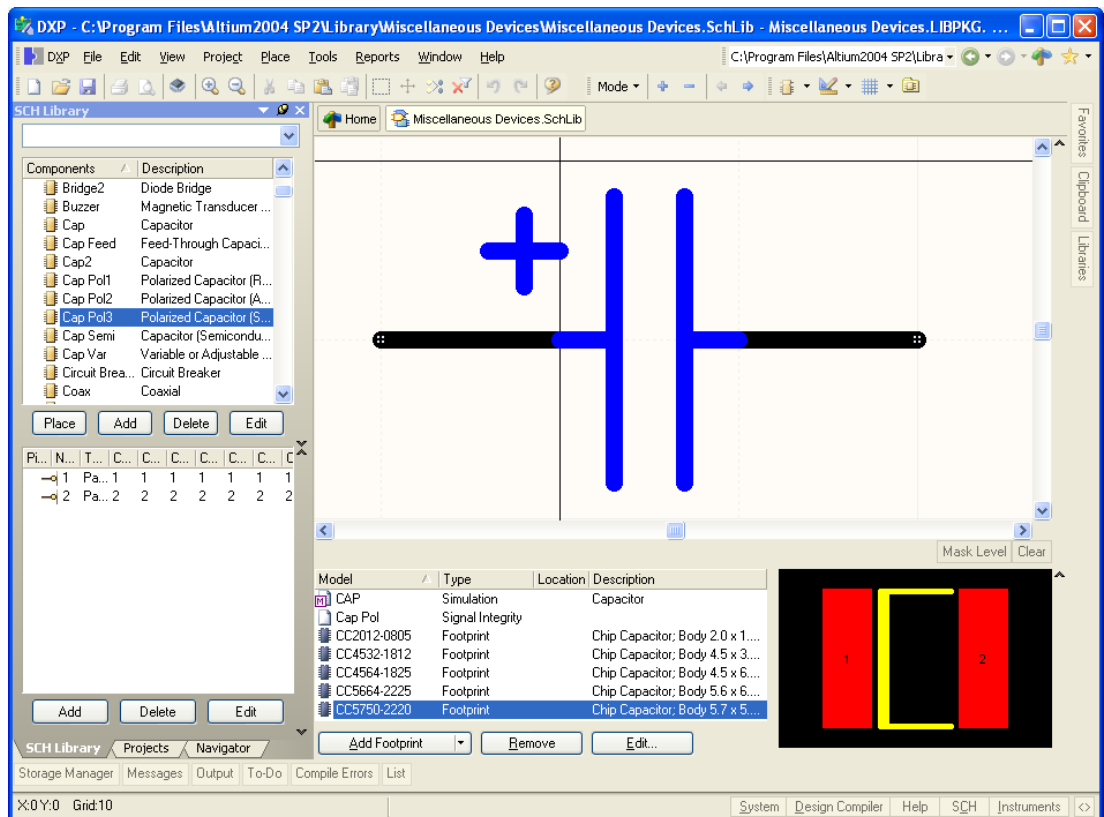 DXP - C:\Program Files\Altium2004 SP2\Library\Miscellaneous Devices\Miscellaneous Devices.SchLib - Miscellaneous Devices.LIBPKG. ...
DXP File Edit View Project Place Tools Reports Window Help C:\Program Files\Altium2004 SP2\Libra
Mode
SCH Library
Home Miscellaneous Devices.SchLib
Favorites
Clipboard
Libraries
Components Description
Bridge2 Diode Bridge
Buzzer Magnetic Transducer ...
Cap Capacitor
Cap Feed Feed-Through Capaci...
Cap2 Capacitor
Cap Pol1 Polarized Capacitor (R...
Cap Pol2 Polarized Capacitor (A...
Cap Pol3 Polarized Capacitor (S...
Cap Semi Capacitor (Semicondu...
Cap Var Variable or Adjustable ...
Circuit Brea... Circuit Breaker
Coax Coaxial
Place Add Delete Edit
Pi... N... T... C... C... C... C... C... C... C
1 Pa... 1 1 1 1 1 1 1
2 Pa... 2 2 2 2 2 2 2
Add Delete Edit
SCH Library Projects Navigator
Mask Level Clear
Model Type Location Description
CAP Simulation Capacitor
Cap Pol Signal Integrity
CC2012-0805 Footprint Chip Capacitor; Body 2.0 x 1....
CC4532-1812 Footprint Chip Capacitor; Body 4.5 x 3....
CC4564-1825 Footprint Chip Capacitor; Body 4.5 x 6....
CC5664-2225 Footprint Chip Capacitor; Body 5.6 x 6....
CC5750-2220 Footprint Chip Capacitor; Body 5.7 x 5....
1 2
Add Footprint Remove Edit...
Storage Manager Messages Output To-Do Compile Errors List
X:0 Y:0 Grid:10 System Design Compiler Help SCH Instruments <>